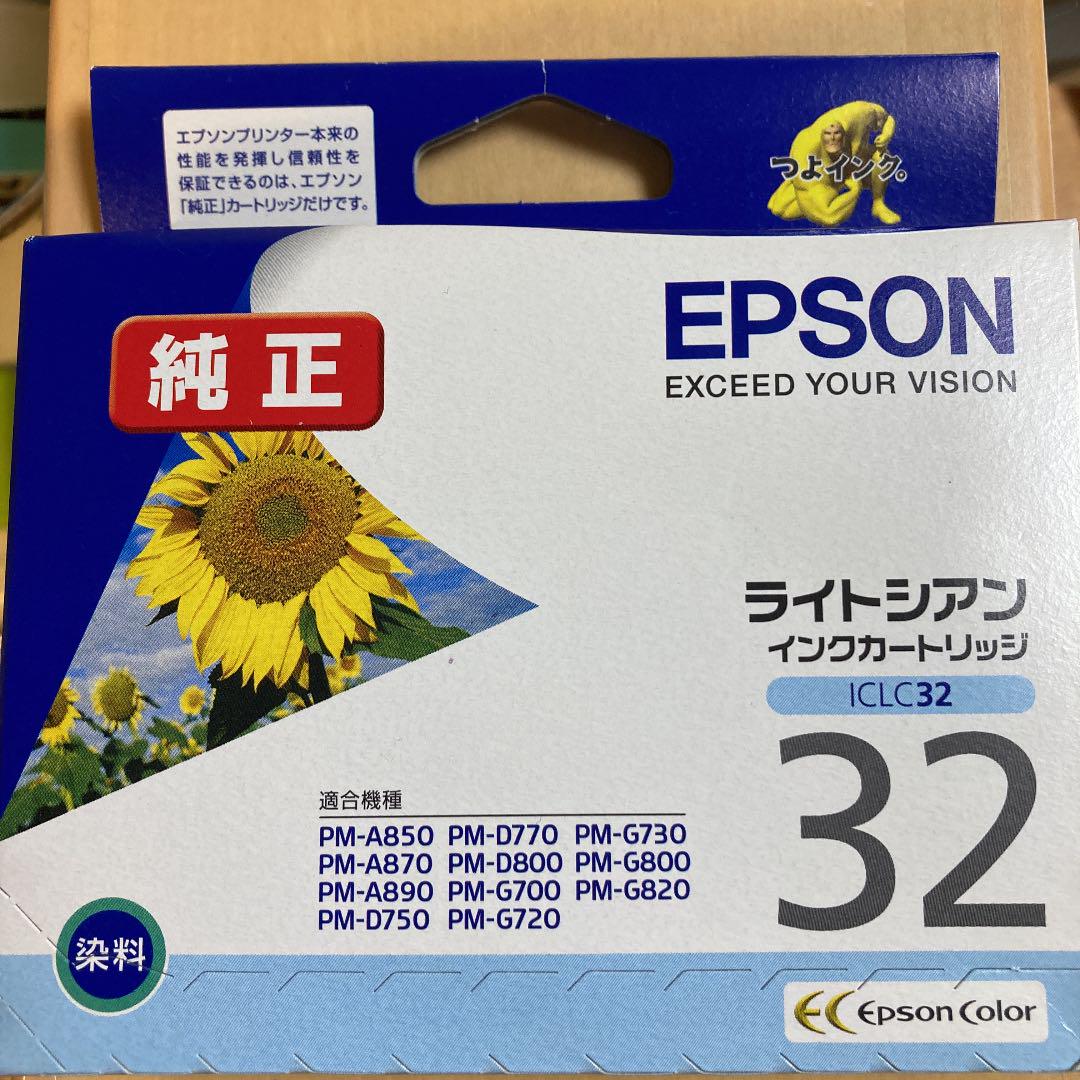 エプソンプリンター本来の
性能を発揮し信頼性を
保証できるのは、エプソン
「純正」カートリッジだけです。
つよインク。
純正
EPSON
EXCEED YOUR VISION
ライトシアン
インクカートリッジ
ICLC32
32
適合機種
PM-A850 PM-D770 PM-G730
PM-A870 PM-D800 PM-G800
PM-A890 PM-G700 PM-G820
PM-D750 PM-G720
染料
EC Epson Color